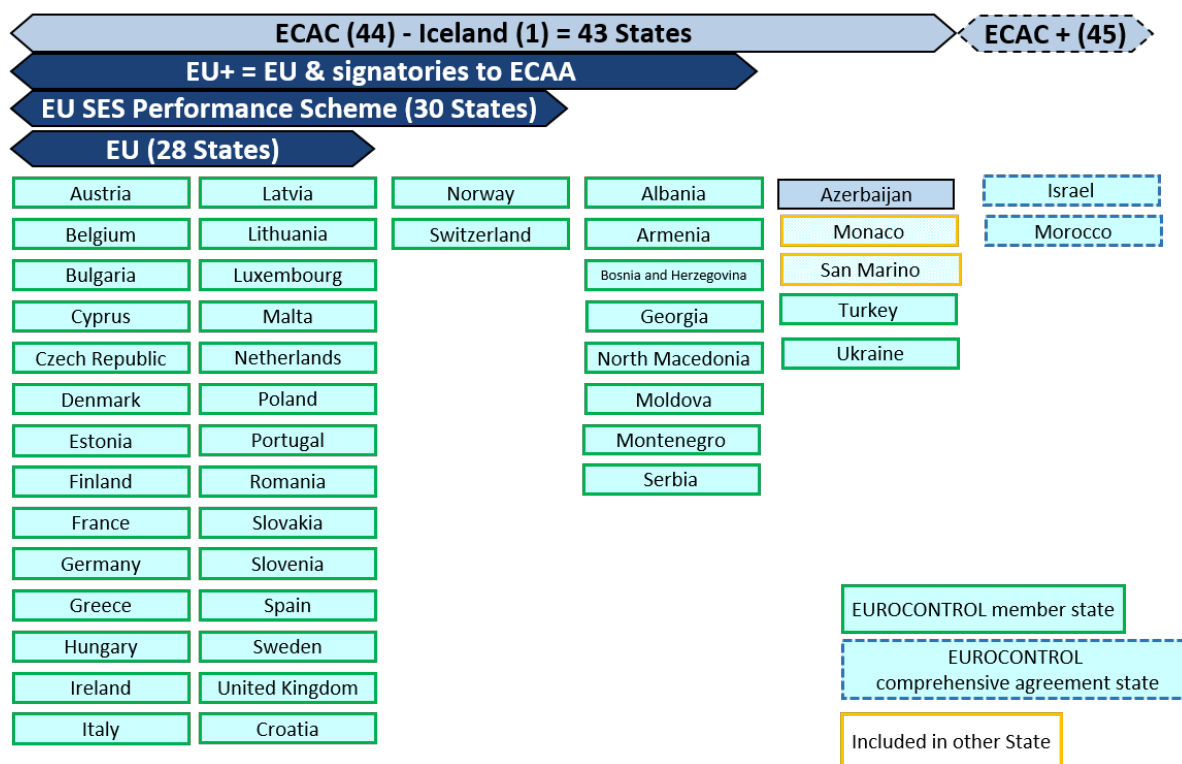 ECAC (44) - Iceland (1) = 43 States
ECAC + (45)
EU+ = EU & signatories to ECAA
EU SES Performance Scheme (30 States)
EU (28 States)
Austria
Belgium
Bulgaria
Cyprus
Czech Republic
Denmark
Estonia
Finland
France
Germany
Greece
Hungary
Ireland
Italy
Latvia
Lithuania
Luxembourg
Malta
Netherlands
Poland
Portugal
Romania
Slovakia
Slovenia
Spain
Sweden
United Kingdom
Croatia
Norway
Switzerland
Albania
Armenia
Bosnia and Herzegovina
Georgia
North Macedonia
Moldova
Montenegro
Serbia
Azerbaijan
Monaco
San Marino
Turkey
Ukraine
Israel
Morocco
EUROCONTROL member state
EUROCONTROL
comprehensive agreement state
Included in other State